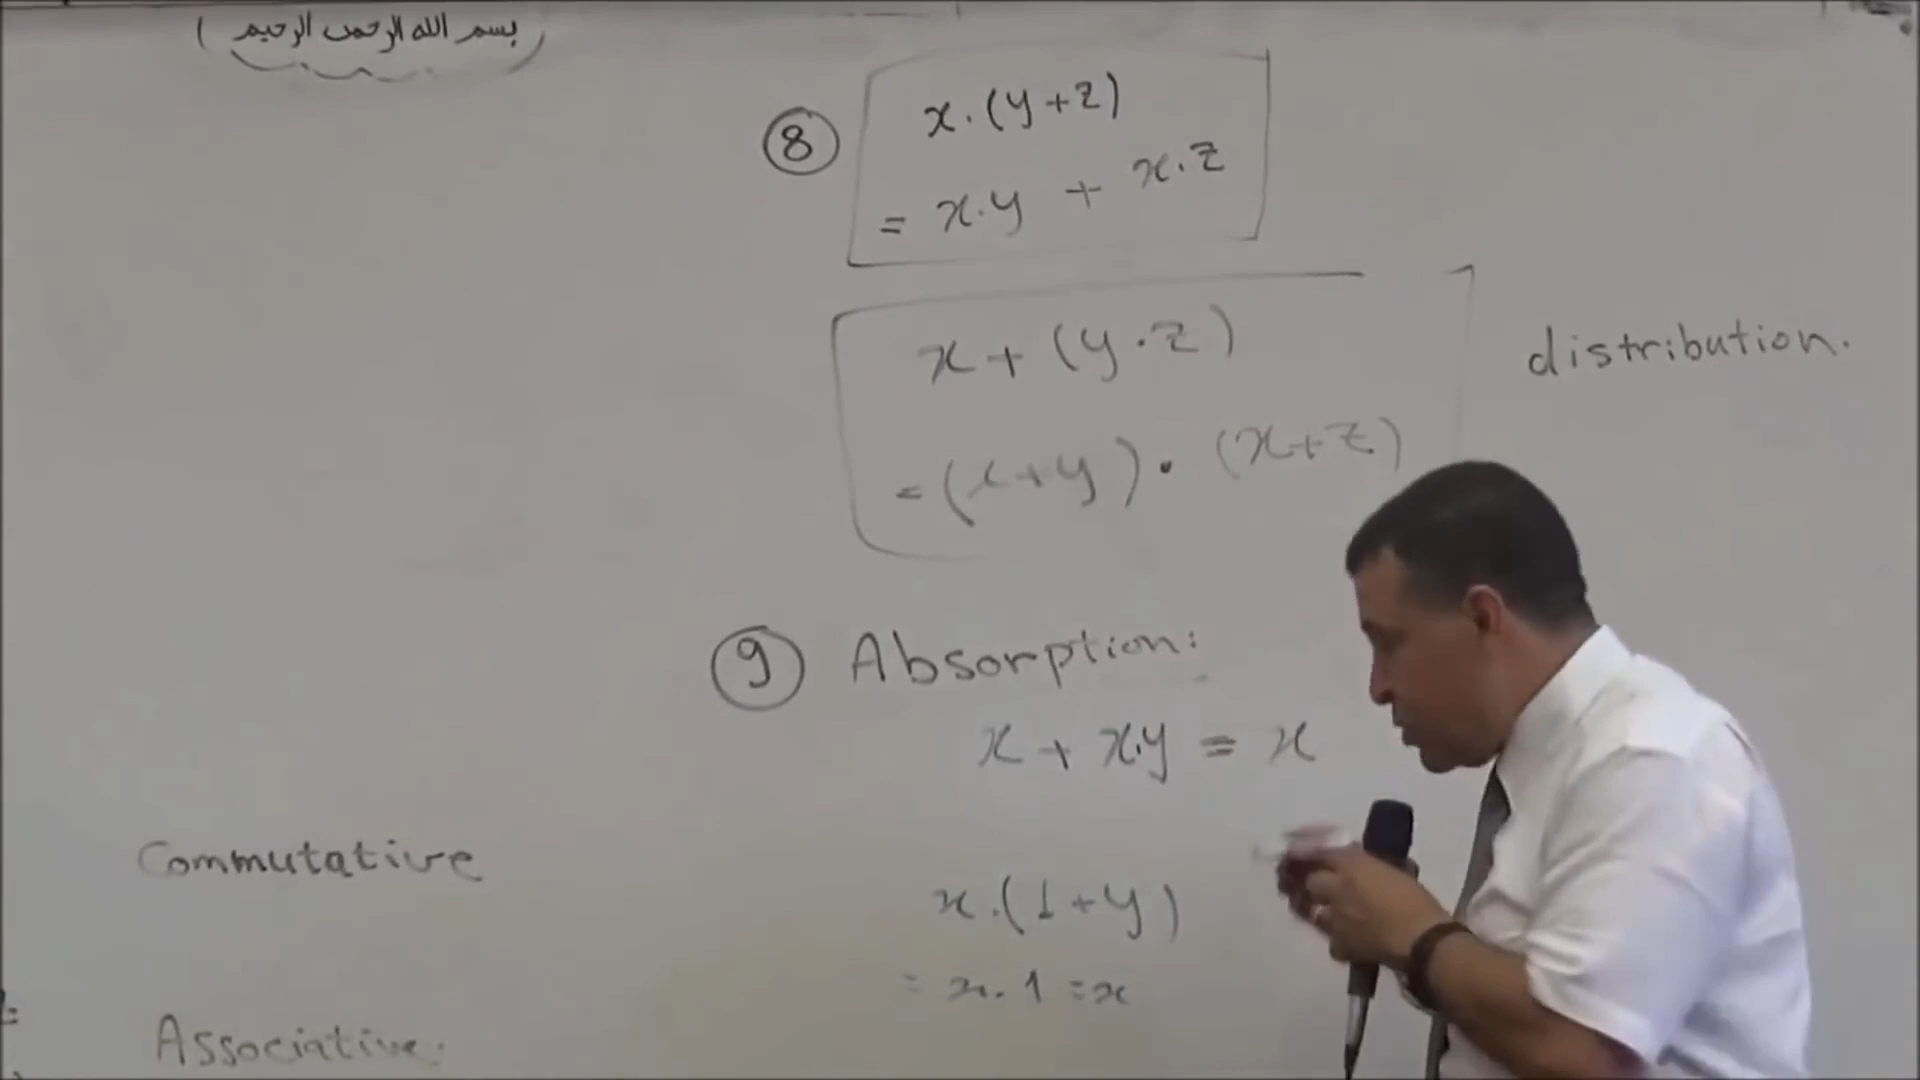 (بسم الله الرحمن الرحيم)
8
x.(y+z)
= x.y + x.z
x+(y.z)
=(x+y).(x+z)
distribution.
9 Absorption:
x + x.y = x
x.(1+y)
= x.1 = x
Commutative
Associative: